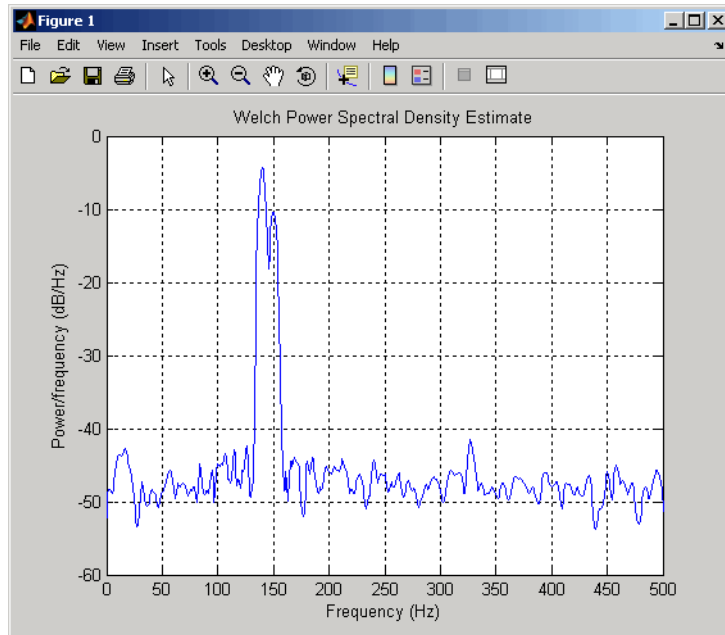 Figure 1
File Edit View Insert Tools Desktop Window Help
Welch Power Spectral Density Estimate
Power/frequency (dB/Hz)
0
-10
-20
-30
-40
-50
-60
0 50 100 150 200 250 300 350 400 450 500
Frequency (Hz)